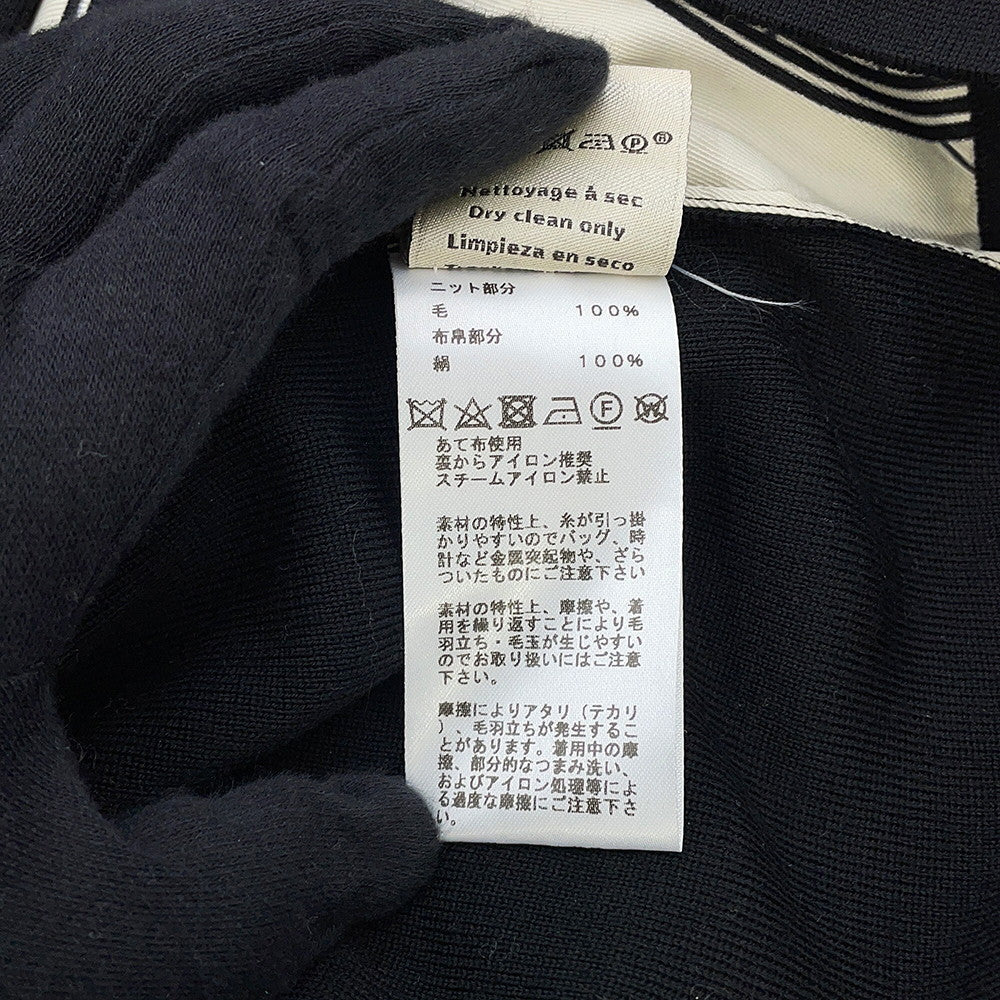 P ®
Nettoyage à sec
Dry clean only
Limpieza en seco
ニット部分
毛 100%
布帛部分
絹 100%
F W
あて布使用
裏からアイロン推奨
スチームアイロン禁止
素材の特性上、糸が引っ掛
かりやすいのでバッグ、時
計など金属突起物や、ざら
ついたものにご注意下さい
素材の特性上、摩擦や、着
用を繰り返すことにより毛
羽立ち・毛玉が生じやすい
のでお取り扱いにはご注意
下さい。
摩擦によりアタリ（テカリ
）、毛羽立ちが発生するこ
とがあります。着用中の摩
擦、部分的なつまみ洗い、
およびアイロン処理等によ
る過度な摩擦にご注意下さ
い。